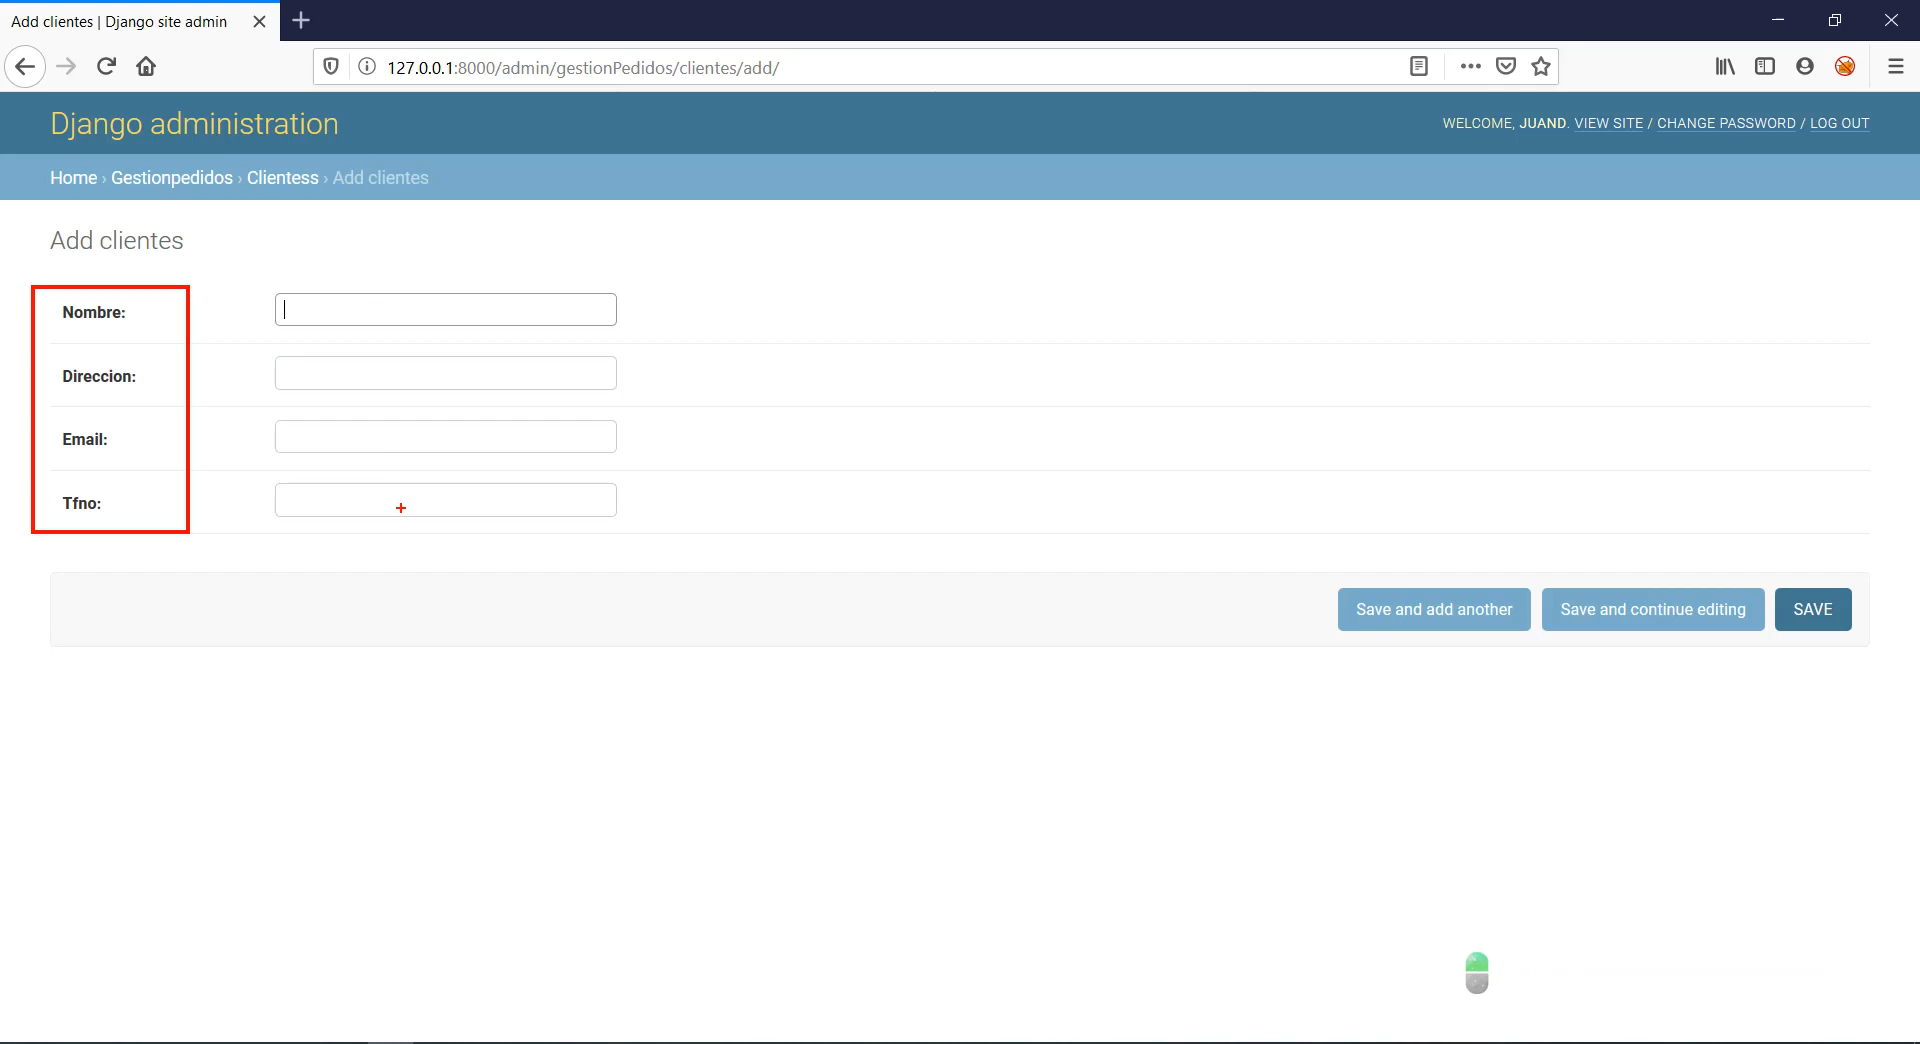 Add clientes | Django site admin
127.0.0.1:8000/admin/gestionPedidos/clientes/add/
Django administration
WELCOME, JUAND. VIEW SITE / CHANGE PASSWORD / LOG OUT
Home › Gestionpedidos › Clientess › Add clientes
Add clientes
Nombre:
Direccion:
Email:
Tfno:
Save and add another
Save and continue editing
SAVE